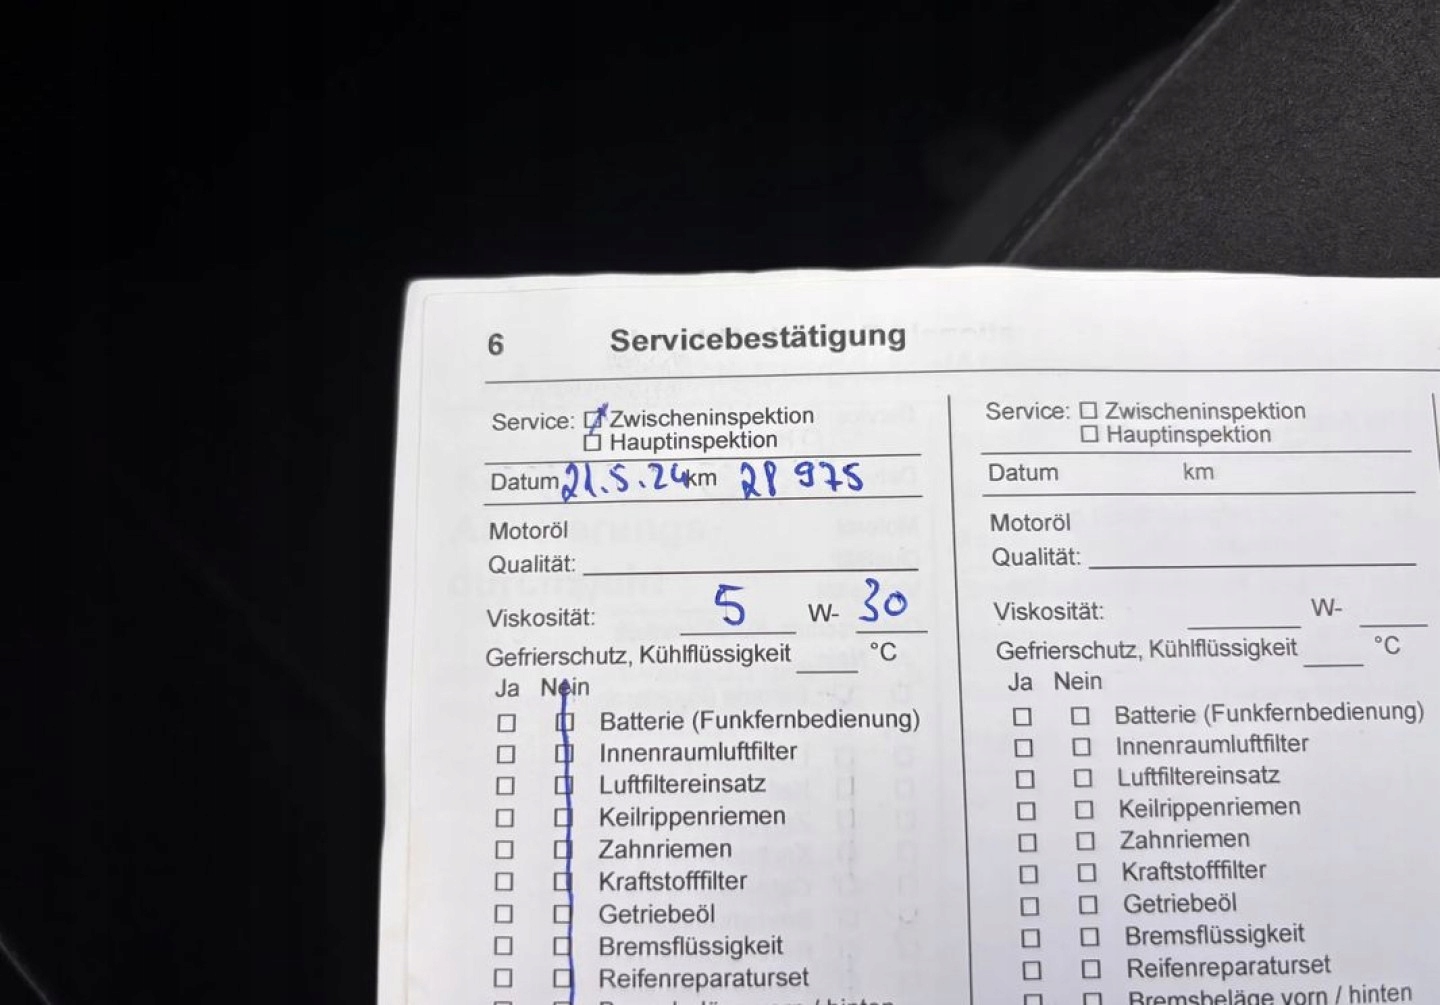 6 Servicebestätigung
Service: Zwischeninspektion
Hauptinspektion
Datum 21.5.24 km 28 975
Motoröl
Qualität:
Viskosität: 5 W- 30
Gefrierschutz, Kühlflüssigkeit °C
Ja Nein
Batterie (Funkfernbedienung)
Innenraumluftfilter
Luftfiltereinsatz
Keilrippenriemen
Zahnriemen
Kraftstofffilter
Getriebeöl
Bremsflüssigkeit
Reifenreparaturset
Service: Zwischeninspektion
Hauptinspektion
Datum km
Motoröl
Qualität:
Viskosität: W-
Gefrierschutz, Kühlflüssigkeit °C
Ja Nein
Batterie (Funkfernbedienung)
Innenraumluftfilter
Luftfiltereinsatz
Keilrippenriemen
Zahnriemen
Kraftstofffilter
Getriebeöl
Bremsflüssigkeit
Reifenreparaturset
Bremsbeläge vorn / hinten